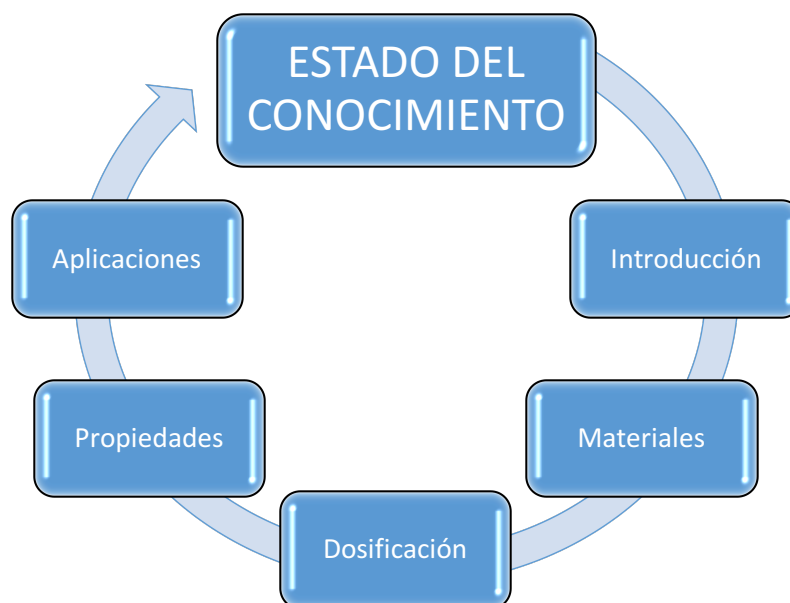 ESTADO DEL
CONOCIMIENTO
Introducción
Materiales
Dosificación
Propiedades
Aplicaciones